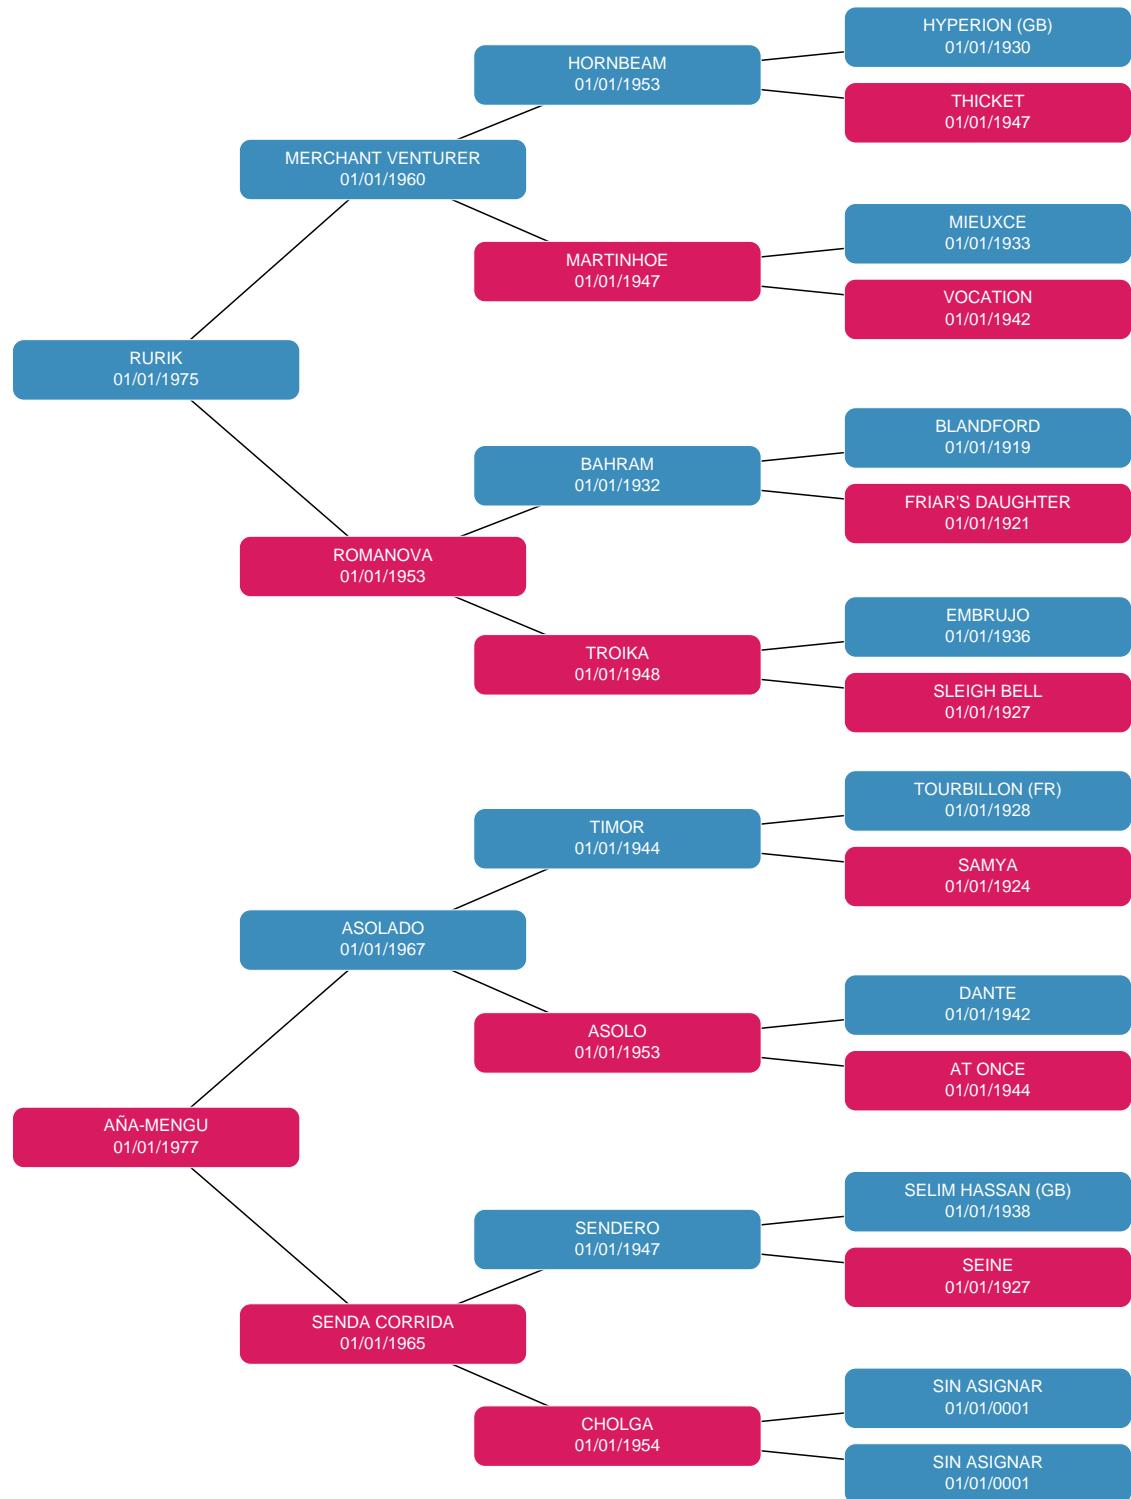 HYPERION (GB)
01/01/1930
HORNBEAM
01/01/1953
THICKET
01/01/1947
MERCHANT VENTURER
01/01/1960
MIEUXCE
01/01/1933
MARTINHOE
01/01/1947
VOCATION
01/01/1942
RURIK
01/01/1975
BLANDFORD
01/01/1919
BAHRAM
01/01/1932
FRIAR'S DAUGHTER
01/01/1921
ROMANOVA
01/01/1953
EMBRUJO
01/01/1936
TROIKA
01/01/1948
SLEIGH BELL
01/01/1927
TOURBILLON (FR)
01/01/1928
TIMOR
01/01/1944
SAMYA
01/01/1924
ASOLADO
01/01/1967
DANTE
01/01/1942
ASOLO
01/01/1953
AT ONCE
01/01/1944
AÑA-MENGU
01/01/1977
SELIM HASSAN (GB)
01/01/1938
SENDERO
01/01/1947
SEINE
01/01/1927
SENDA CORRIDA
01/01/1965
SIN ASIGNAR
01/01/0001
CHOLGA
01/01/1954
SIN ASIGNAR
01/01/0001